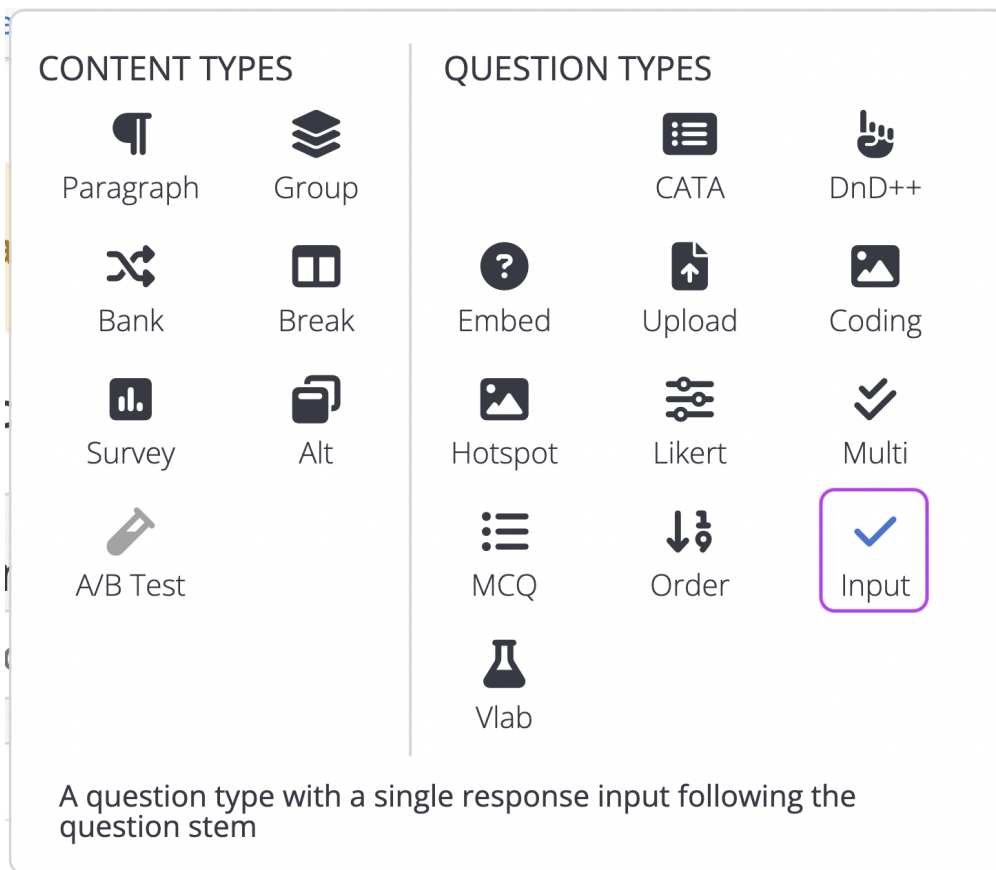 CONTENT TYPES
Paragraph Group
Bank Break
Survey Alt
A/B Test
QUESTION TYPES
CATA DnD++
Embed Upload Coding
Hotspot Likert Multi
MCQ Order Input
Vlab
A question type with a single response input following the
question stem